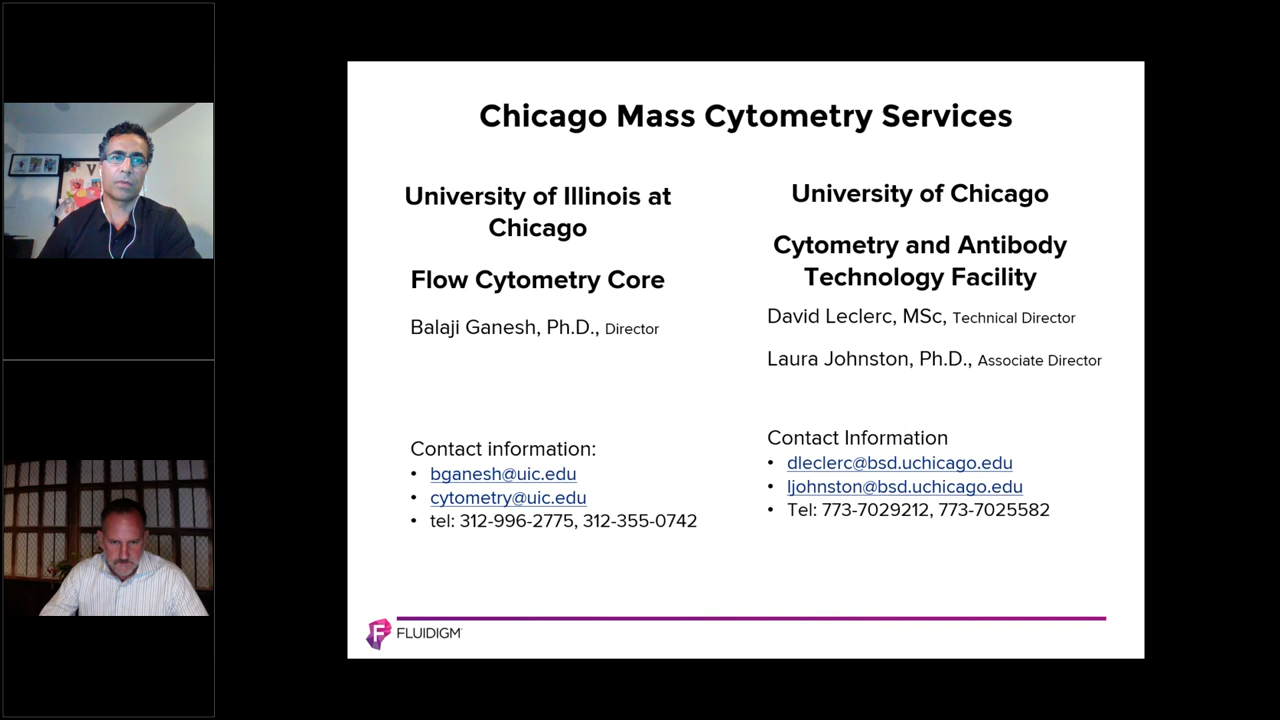 Chicago Mass Cytometry Services
University of Illinois at
Chicago
Flow Cytometry Core
Balaji Ganesh, Ph.D., Director
Contact information:
• bganesh@uic.edu
• cytometry@uic.edu
• tel: 312-996-2775, 312-355-0742
University of Chicago
Cytometry and Antibody
Technology Facility
David Leclerc, MSc, Technical Director
Laura Johnston, Ph.D., Associate Director
Contact Information
• dleclerc@bsd.uchicago.edu
• ljohnston@bsd.uchicago.edu
• Tel: 773-7029212, 773-7025582
F FLUIDIGM
V